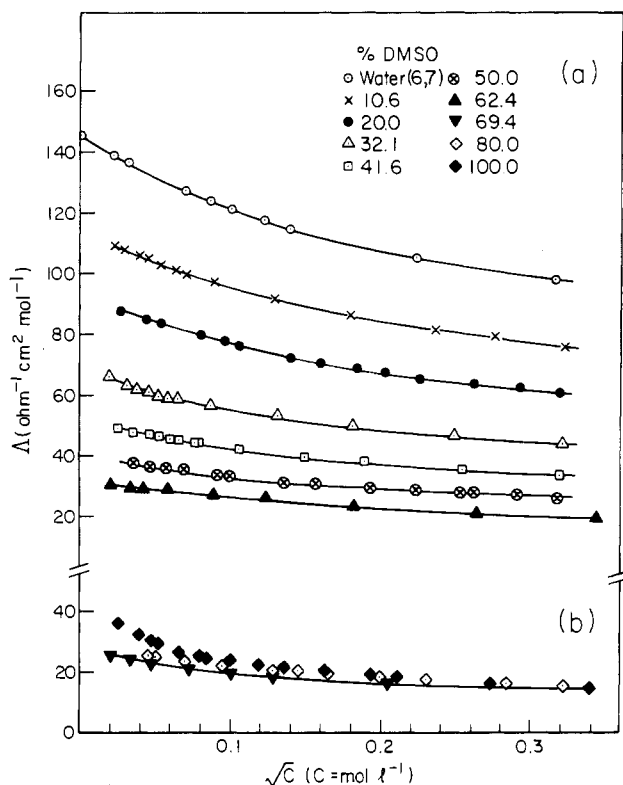 % DMSO
(a)
⊙ Water(6,7) ⊗ 50.0
× 10.6 ▲ 62.4
● 20.0 ▼ 69.4
△ 32.1 ◇ 80.0
⊡ 41.6 ◆ 100.0
160
140
120
100
80
60
40
20
Λ(ohm⁻¹ cm² mol⁻¹)
(b)
40
20
0
0.1 0.2 0.3
√C (C=mol ℓ⁻¹)